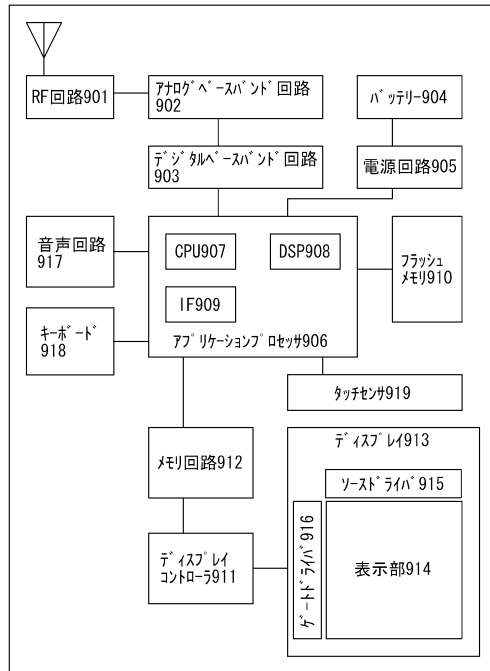 RF回路901
ｱﾅﾛｸﾞﾍﾞｰｽﾊﾞﾝﾄﾞ回路
902
ﾊﾞｯﾃﾘｰ904
ﾃﾞｼﾞﾀﾙﾍﾞｰｽﾊﾞﾝﾄﾞ回路
903
電源回路905
音声回路
917
CPU907
DSP908
ﾌﾗｯｼｭ
ﾒﾓﾘ910
IF909
ｱﾌﾟﾘｹｰｼｮﾝﾌﾟﾛｾｯｻ906
ｷｰﾎﾞｰﾄﾞ
918
ﾀｯﾁｾﾝｻ919
ﾒﾓﾘ回路912
ﾃﾞｨｽﾌﾟﾚｲ913
ｿｰｽﾄﾞﾗｲﾊﾞ915
ｹﾞｰﾄﾄﾞﾗｲﾊﾞ916
表示部914
ﾃﾞｨｽﾌﾟﾚｲ
ｺﾝﾄﾛｰﾗ911